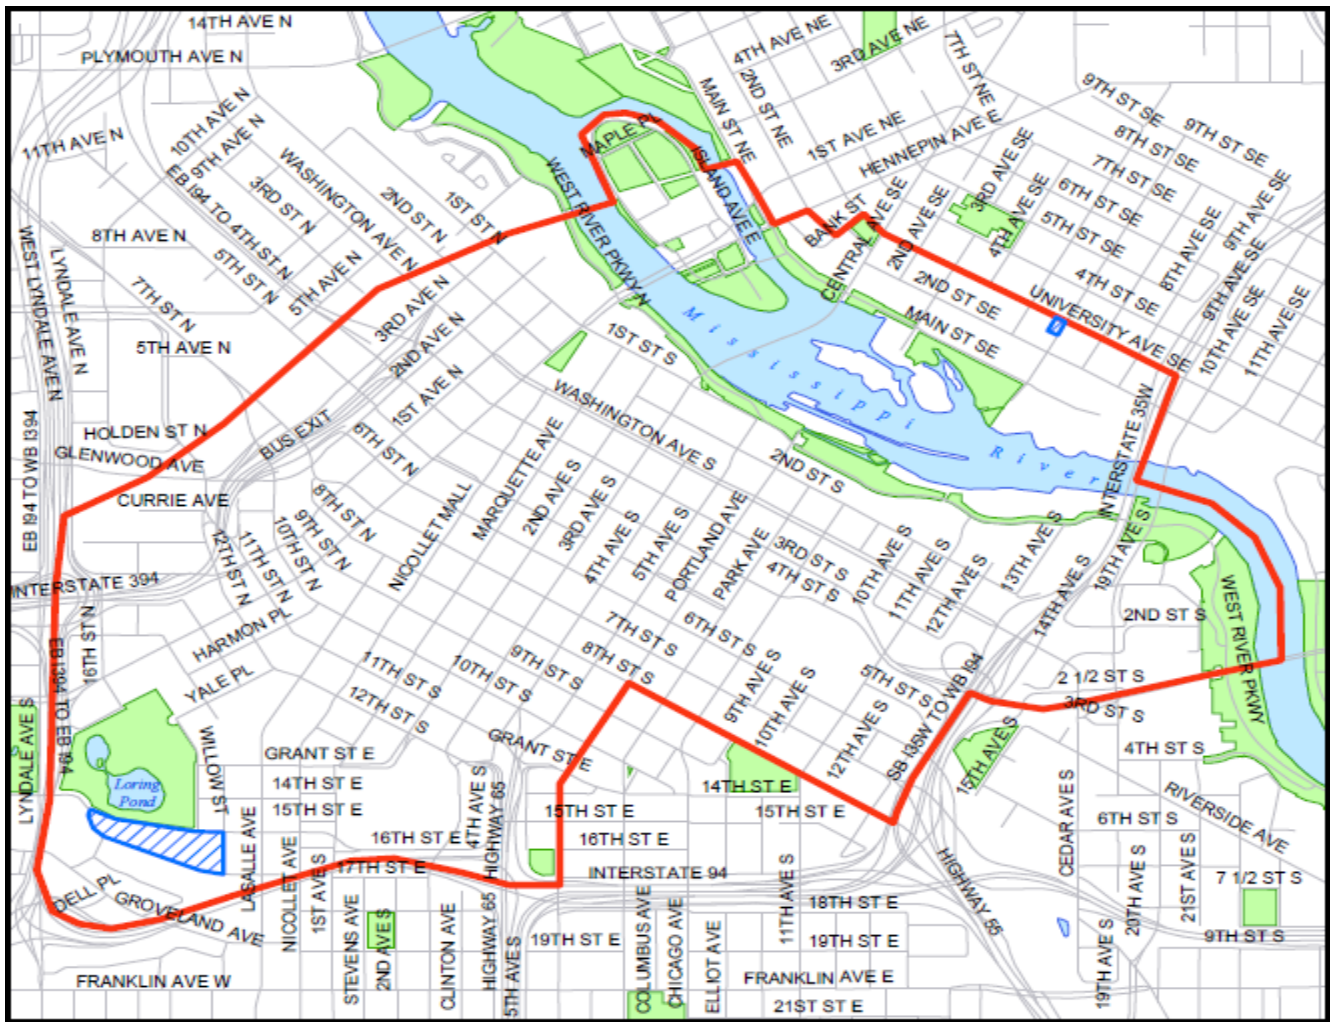 14TH AVE N
PLYMOUTH AVE N
4TH AVE NE
3RD AVE NE
7TH ST NE
MAIN ST NE
2ND ST NE
9TH ST SE
9TH ST SE
8TH ST SE
11TH AVE N
10TH AVE N
9TH AVE N
EB I94 TO 4TH ST N
WASHINGTON AVE N
3RD ST N
2ND ST N
1ST ST N
MAPLE PL
ISLAND AVE E
1ST AVE NE
HENNEPIN AVE E
3RD AVE SE
7TH ST SE
6TH ST SE
5TH ST SE
4TH ST SE
4TH AVE SE
8TH AVE SE
9TH AVE SE
9TH AVE SE
10TH AVE SE
11TH AVE SE
WEST RIVER PKWY N
BANK ST
CENTRAL AVE SE
2ND AVE SE
2ND ST SE
MAIN ST SE
UNIVERSITY AVE SE
WEST LYNDALE AVE N
LYNDALE AVE N
8TH AVE N
5TH ST N
7TH ST N
5TH AVE N
5TH AVE N
3RD AVE N
2ND AVE N
1ST AVE N
1ST ST S
Mississippi River
INTERSTATE 35W
WASHINGTON AVE S
2ND ST S
HOLDEN ST N
GLENWOOD AVE
BUS EXIT
6TH ST N
CURRIE AVE
EB I94 TO WB I394
8TH ST N
9TH ST N
10TH ST N
11TH ST N
12TH ST N
NICOLLET MALL
MARQUETTE AVE
2ND AVE S
3RD AVE S
4TH AVE S
5TH AVE S
PORTLAND AVE
PARK AVE
3RD ST S
4TH ST S
10TH AVE S
11TH AVE S
12TH AVE S
13TH AVE S
14TH AVE S
19TH AVE S
INTERSTATE 394
16TH ST N
HARMON PL
YALE PL
EB I394 TO EB I94
LYNDALE AVE S
2ND ST S
WEST RIVER PKWY
2 1/2 ST S
3RD ST S
4TH ST S
7TH ST S
6TH ST S
8TH ST S
9TH ST S
10TH ST S
11TH ST S
12TH ST S
9TH AVE S
10TH AVE S
5TH ST S
12TH AVE S
SB I35W TO WB I94
15TH AVE S
WILLOW ST
GRANT ST E
GRANT ST E
Loring
Pond
14TH ST E
14TH ST E
15TH ST E
15TH ST E
15TH ST E
16TH ST E
16TH ST E
17TH ST E
4TH AVE S
HIGHWAY 65
INTERSTATE 94
CEDAR AVE S
RIVERSIDE AVE
6TH ST S
7 1/2 ST S
9TH ST S
DELL PL
GROVELAND AVE
LASALLE AVE
NICOLLET AVE
1ST AVE S
STEVENS AVE
2ND AVE S
CLINTON AVE
HIGHWAY 65
5TH AVE S
19TH ST E
COLUMBUS AVE
CHICAGO AVE
ELLIOT AVE
11TH AVE S
18TH ST E
19TH ST E
HIGHWAY 55
19TH AVE S
20TH AVE S
21ST AVE S
FRANKLIN AVE W
FRANKLIN AVE E
21ST ST E